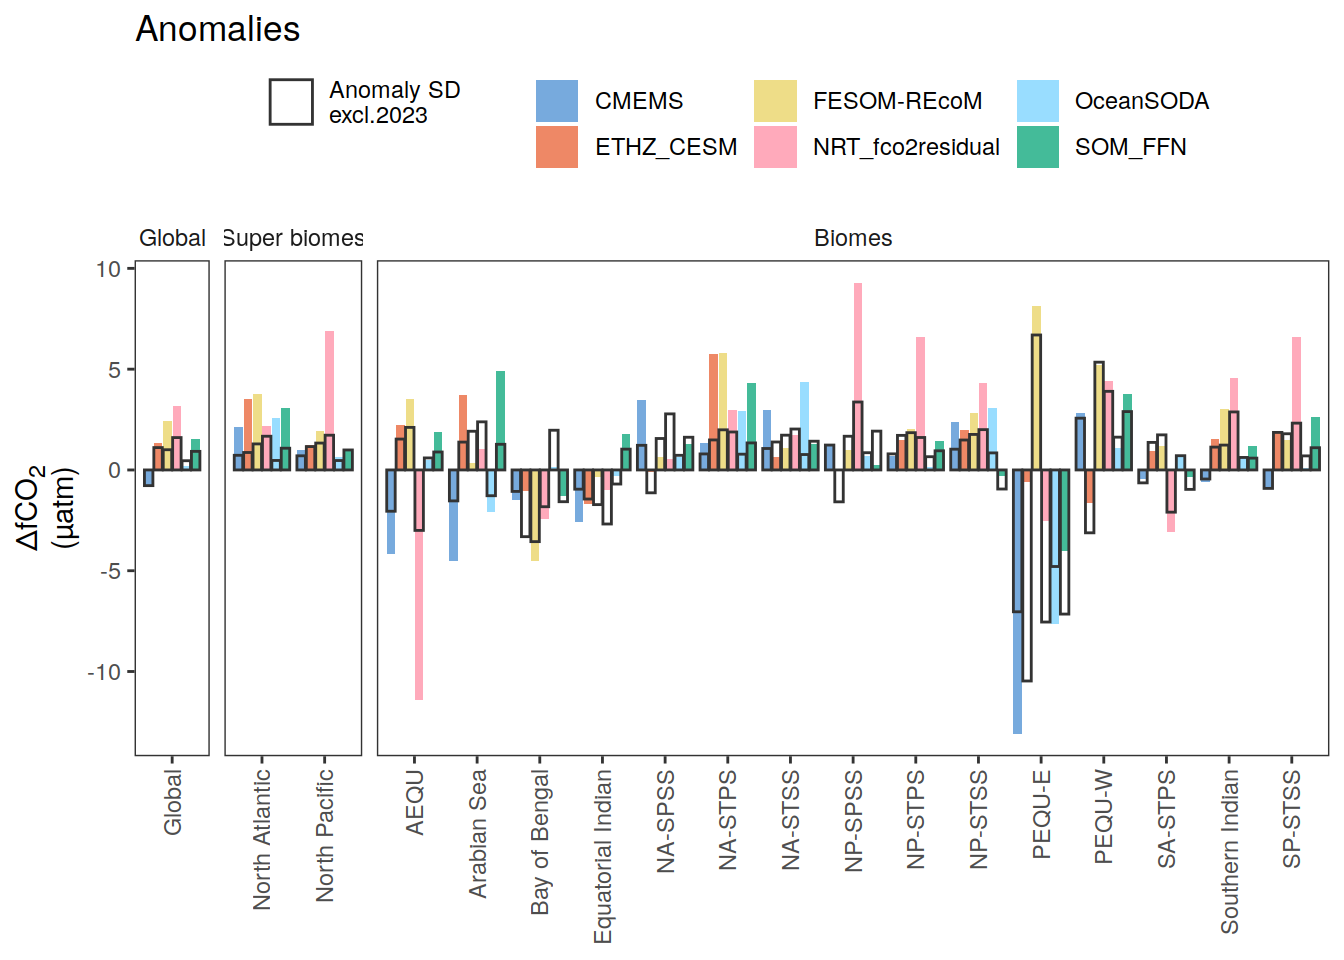 Anomalies
Anomaly SD
excl.2023
CMEMS
FESOM-REcoM
OceanSODA
ETHZ_CESM
NRT_fco2residual
SOM_FFN
Global
Super biomes
Biomes
ΔfCO2
(µatm)
10
5
0
-5
-10
Global
North Atlantic
North Pacific
AEQU
Arabian Sea
Bay of Bengal
Equatorial Indian
NA-SPSS
NA-STPS
NA-STSS
NP-SPSS
NP-STPS
NP-STSS
PEQU-E
PEQU-W
SA-STPS
Southern Indian
SP-STSS